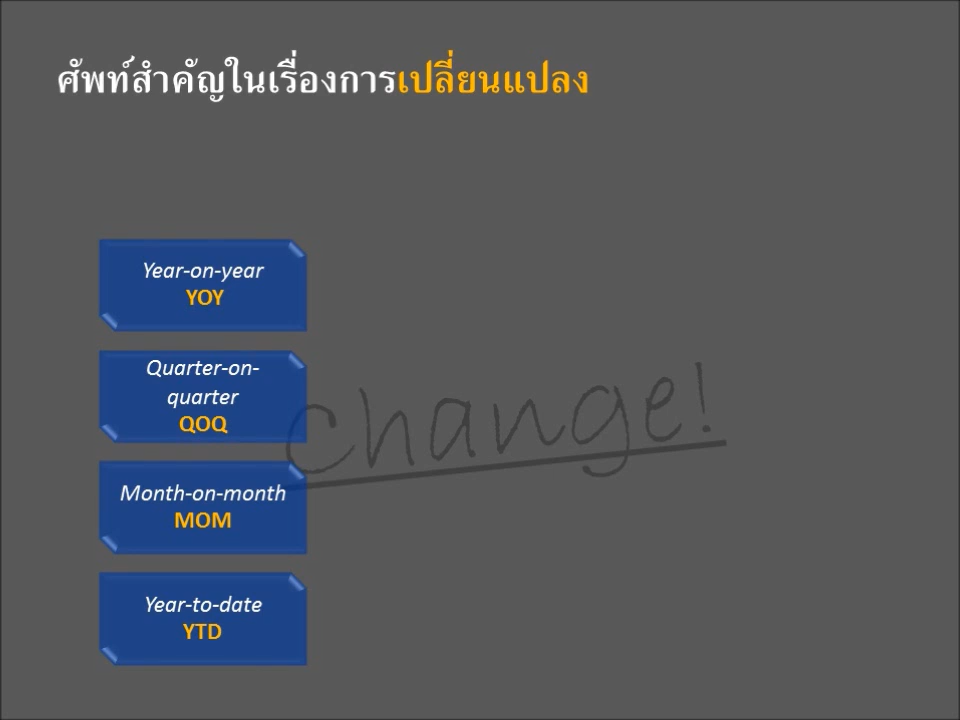 ศัพท์สำคัญในเรื่องการเปลี่ยนแปลง
Year-on-year
YOY
Quarter-on-
quarter
QOQ
Change!
Month-on-month
MOM
Year-to-date
YTD